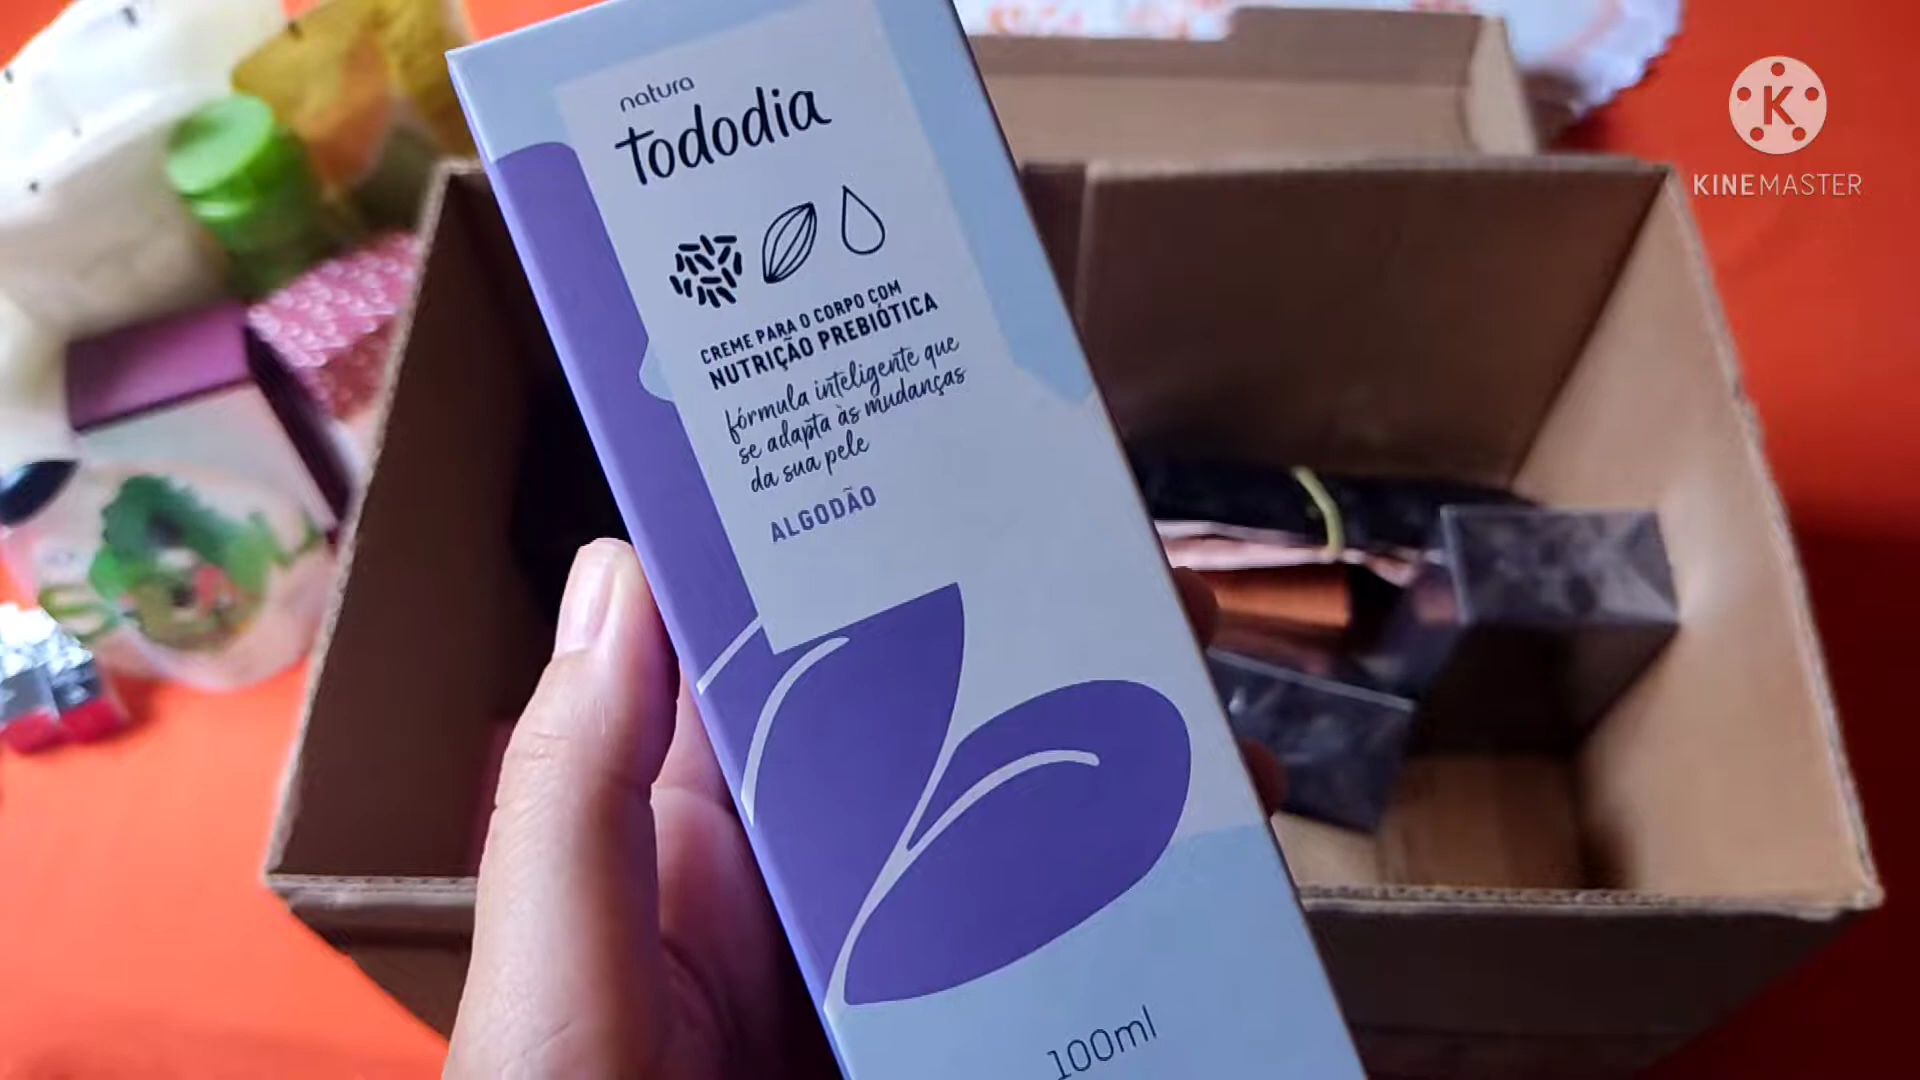 natura
tododia
CREME PARA O CORPO COM
NUTRIÇÃO PREBIÓTICA
fórmula inteligente que
se adapta às mudanças
da sua pele
ALGODÃO
100ml
K
KINEMASTER